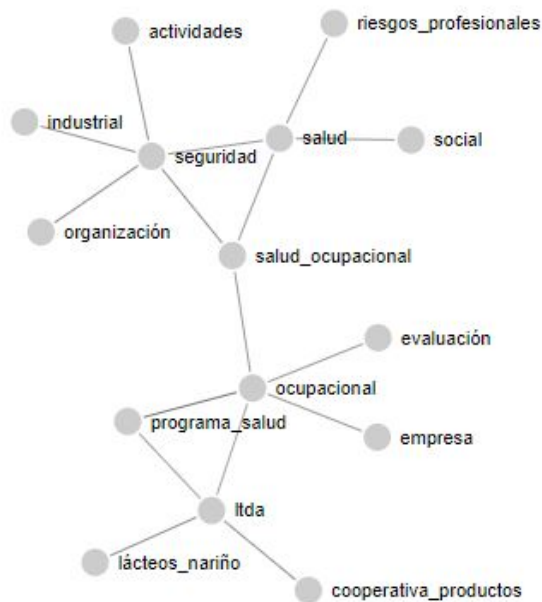 riesgos_profesionales
actividades
industrial
salud
social
seguridad
organización
salud_ocupacional
evaluación
ocupacional
programa_salud
empresa
ltda
lácteos_nariño
cooperativa_productos